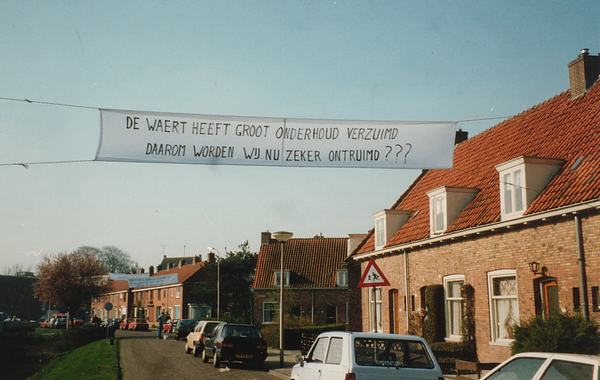 DE WAERT HEEFT GROOT ONDERHOUD VERZUIMD
DAAROM WORDEN WIJ NU ZEKER ONTRUIMD ???